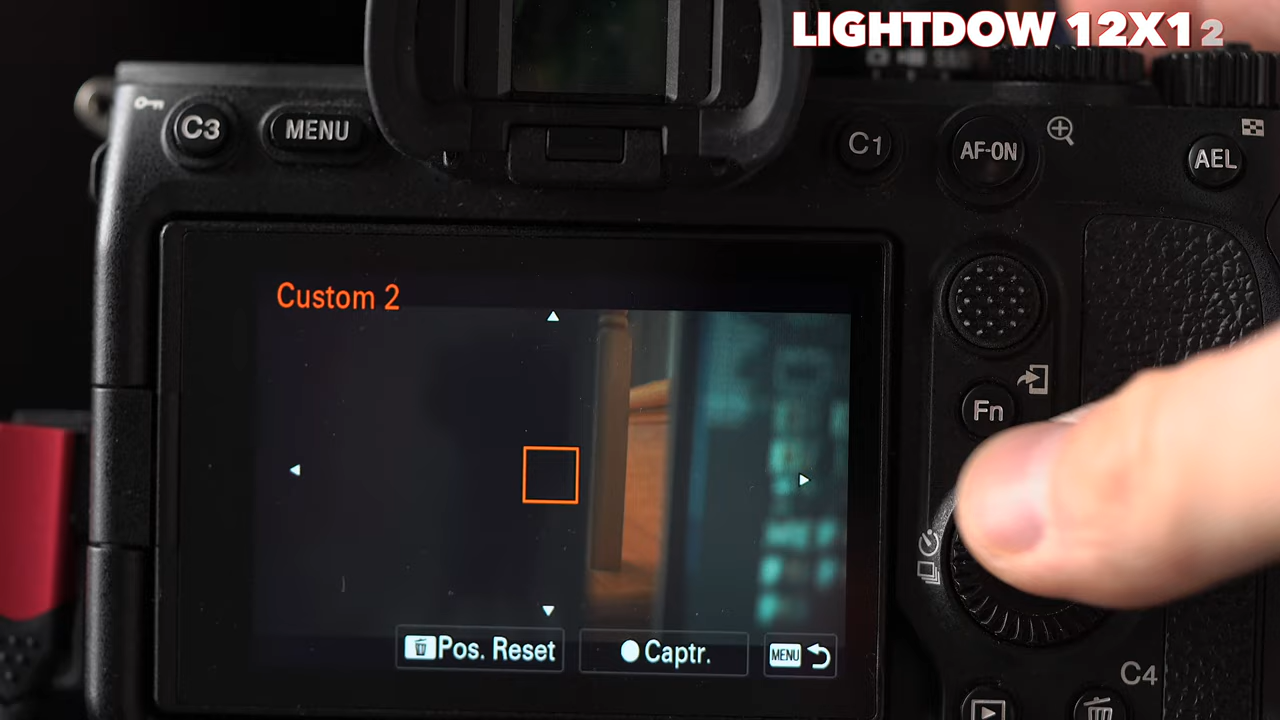 LIGHTDOW 12X12
C3
MENU
C1
AF-ON
AEL
Custom 2
Fn
Pos. Reset
Captr.
MENU
C4